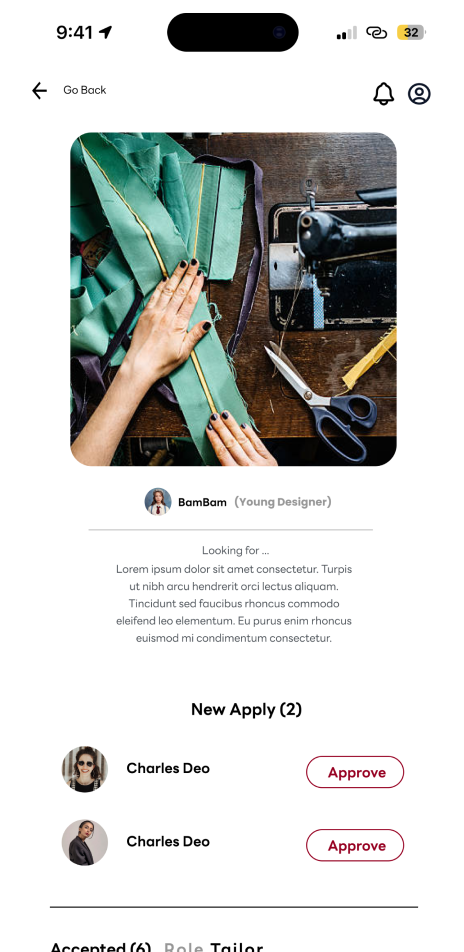 9:41
32
Go Back
BamBam (Young Designer)
Looking for ...
Lorem ipsum dolor sit amet consectetur. Turpis
ut nibh arcu hendrerit orci lectus aliquam.
Tincidunt sed faucibus rhoncus commodo
eleifend leo elementum. Eu purus enim rhoncus
euismod mi condimentum consectetur.
New Apply (2)
Charles Deo
Approve
Charles Deo
Approve
Accepted (6) Role Tailor